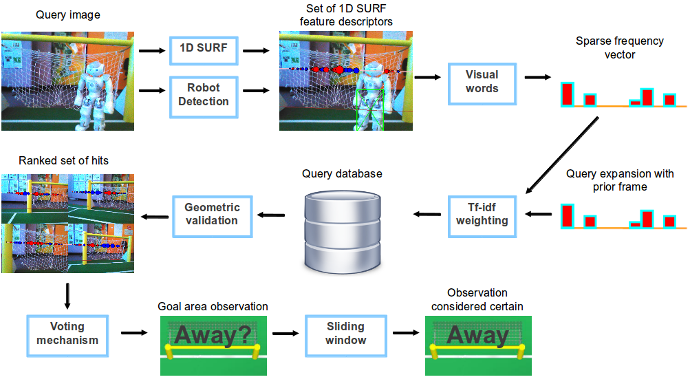 Query image
1D SURF
Robot
Detection
Set of 1D SURF
feature descriptors
Visual
words
Sparse frequency
vector
Ranked set of hits
Geometric
validation
Query database
Tf-idf
weighting
Query expansion with
prior frame
Voting
mechanism
Goal area observation
Away?
Sliding
window
Observation
considered certain
Away